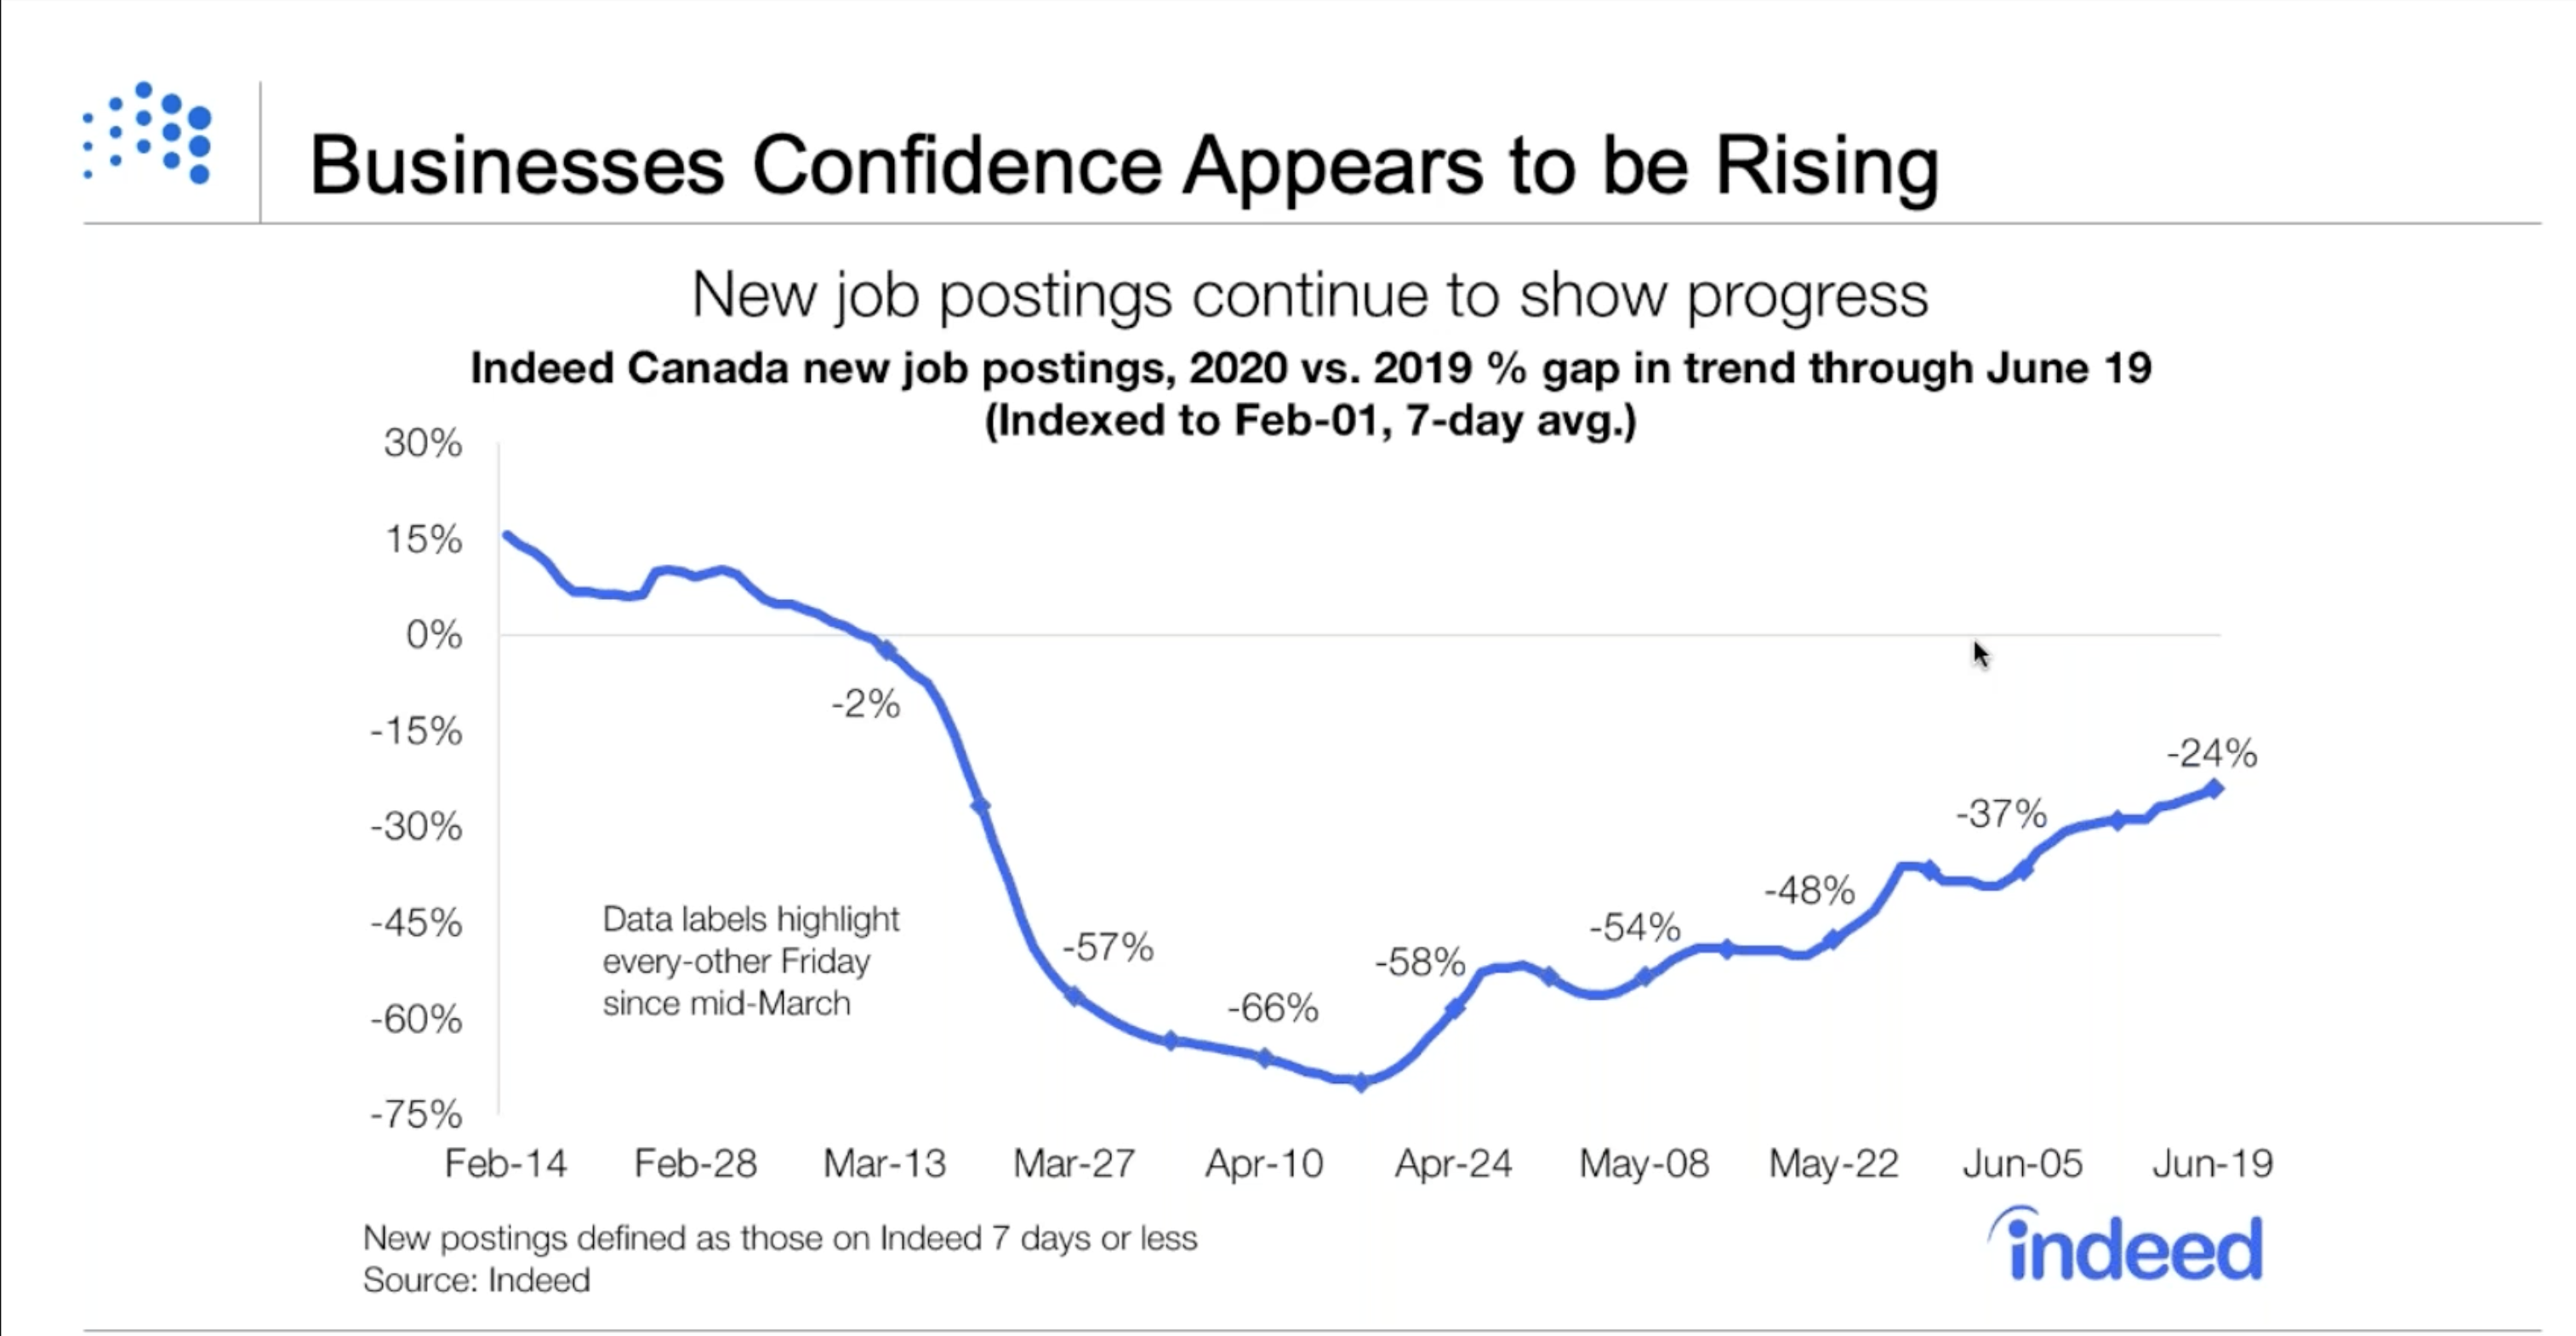 Businesses Confidence Appears to be Rising
New job postings continue to show progress
Indeed Canada new job postings, 2020 vs. 2019 % gap in trend through June 19
(Indexed to Feb-01, 7-day avg.)
30%
15%
0%
-15%
-30%
-45%
-60%
-75%
-2%
-57%
-66%
-58%
-54%
-48%
-37%
-24%
Data labels highlight
every-other Friday
since mid-March
Feb-14 Feb-28 Mar-13 Mar-27 Apr-10 Apr-24 May-08 May-22 Jun-05 Jun-19
New postings defined as those on Indeed 7 days or less
Source: Indeed
indeed